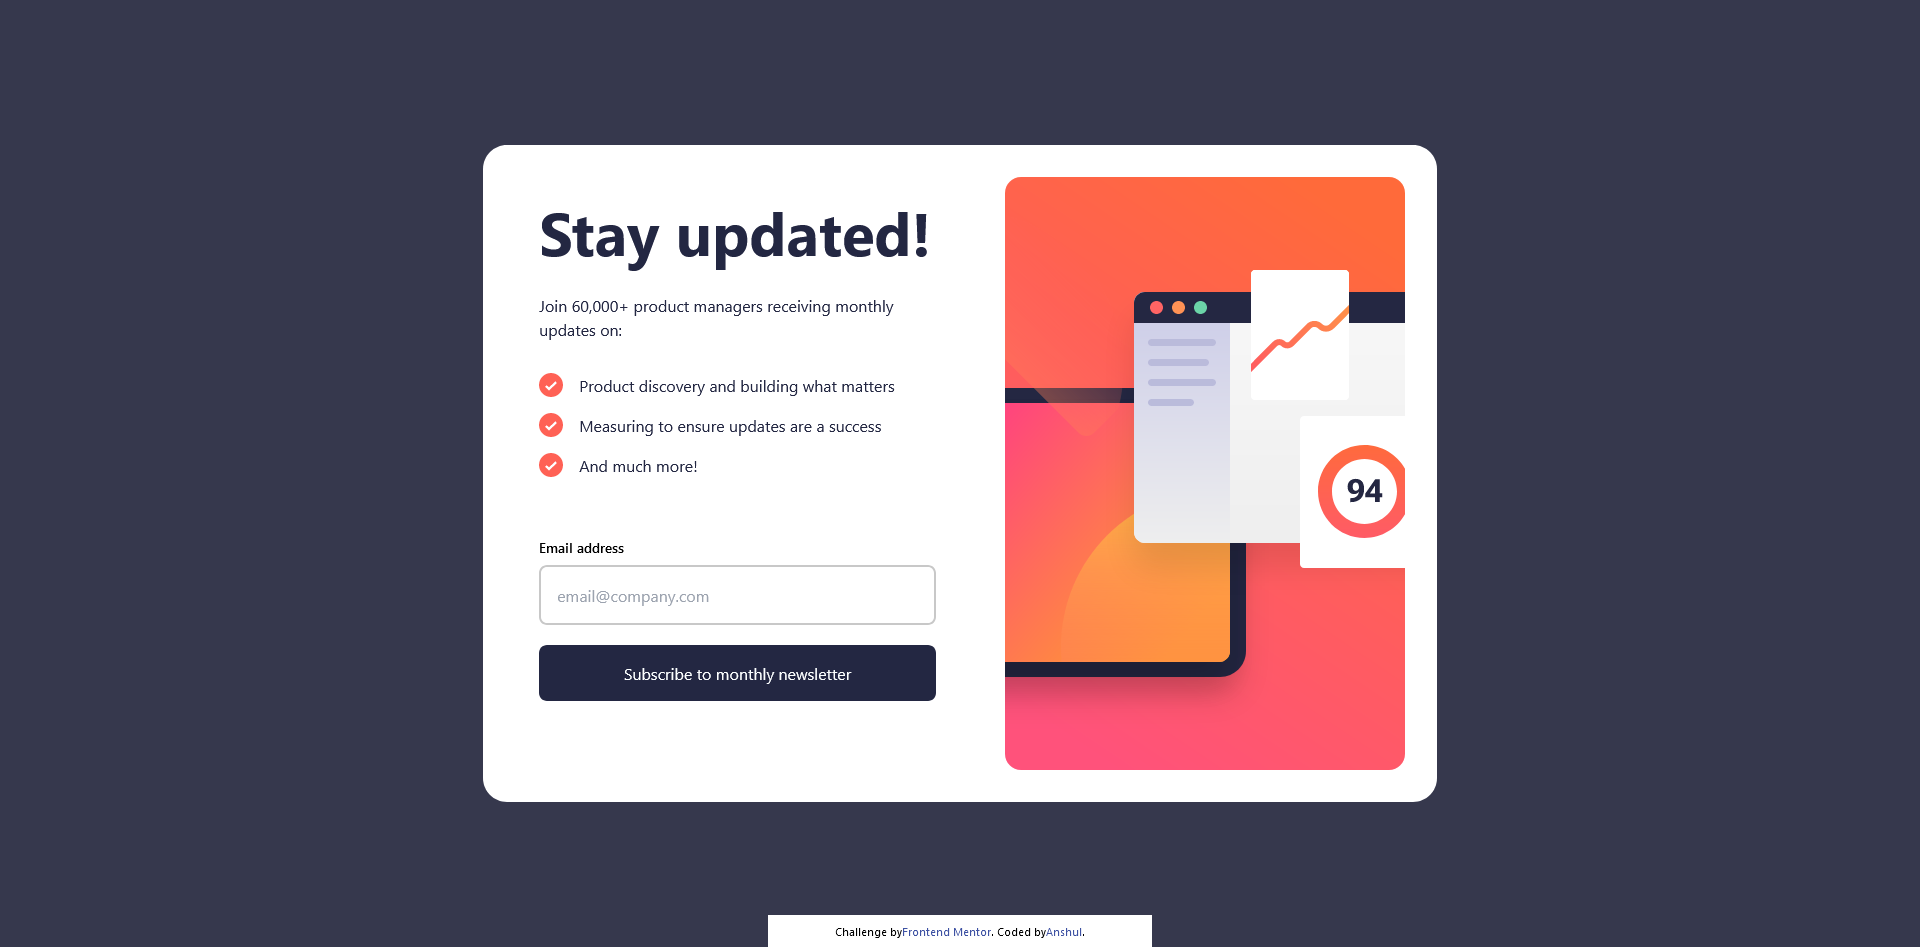 Stay updated!
Join 60,000+ product managers receiving monthly
updates on:
Product discovery and building what matters
Measuring to ensure updates are a success
And much more!
Email address
email@company.com
Subscribe to monthly newsletter
94
Challenge byFrontend Mentor. Coded byAnshul.